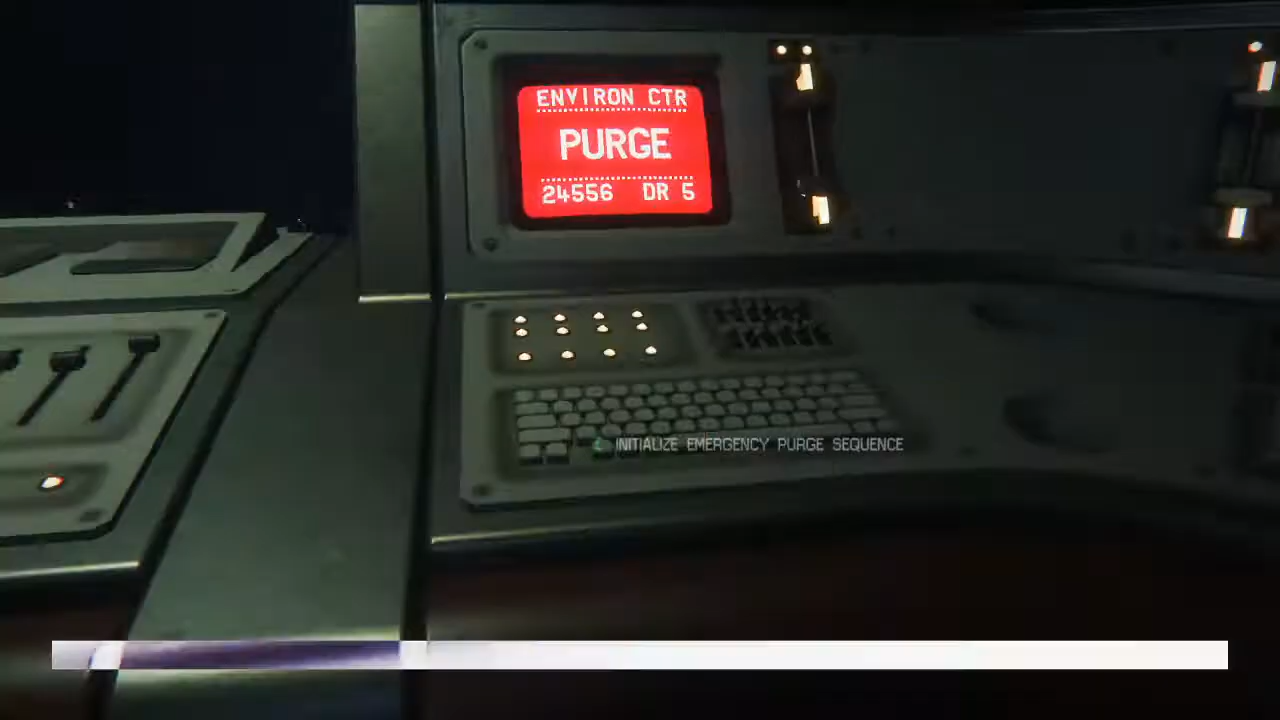 ENVIRON CTR
PURGE
24556 DR 5
INITIALIZE EMERGENCY PURGE SEQUENCE